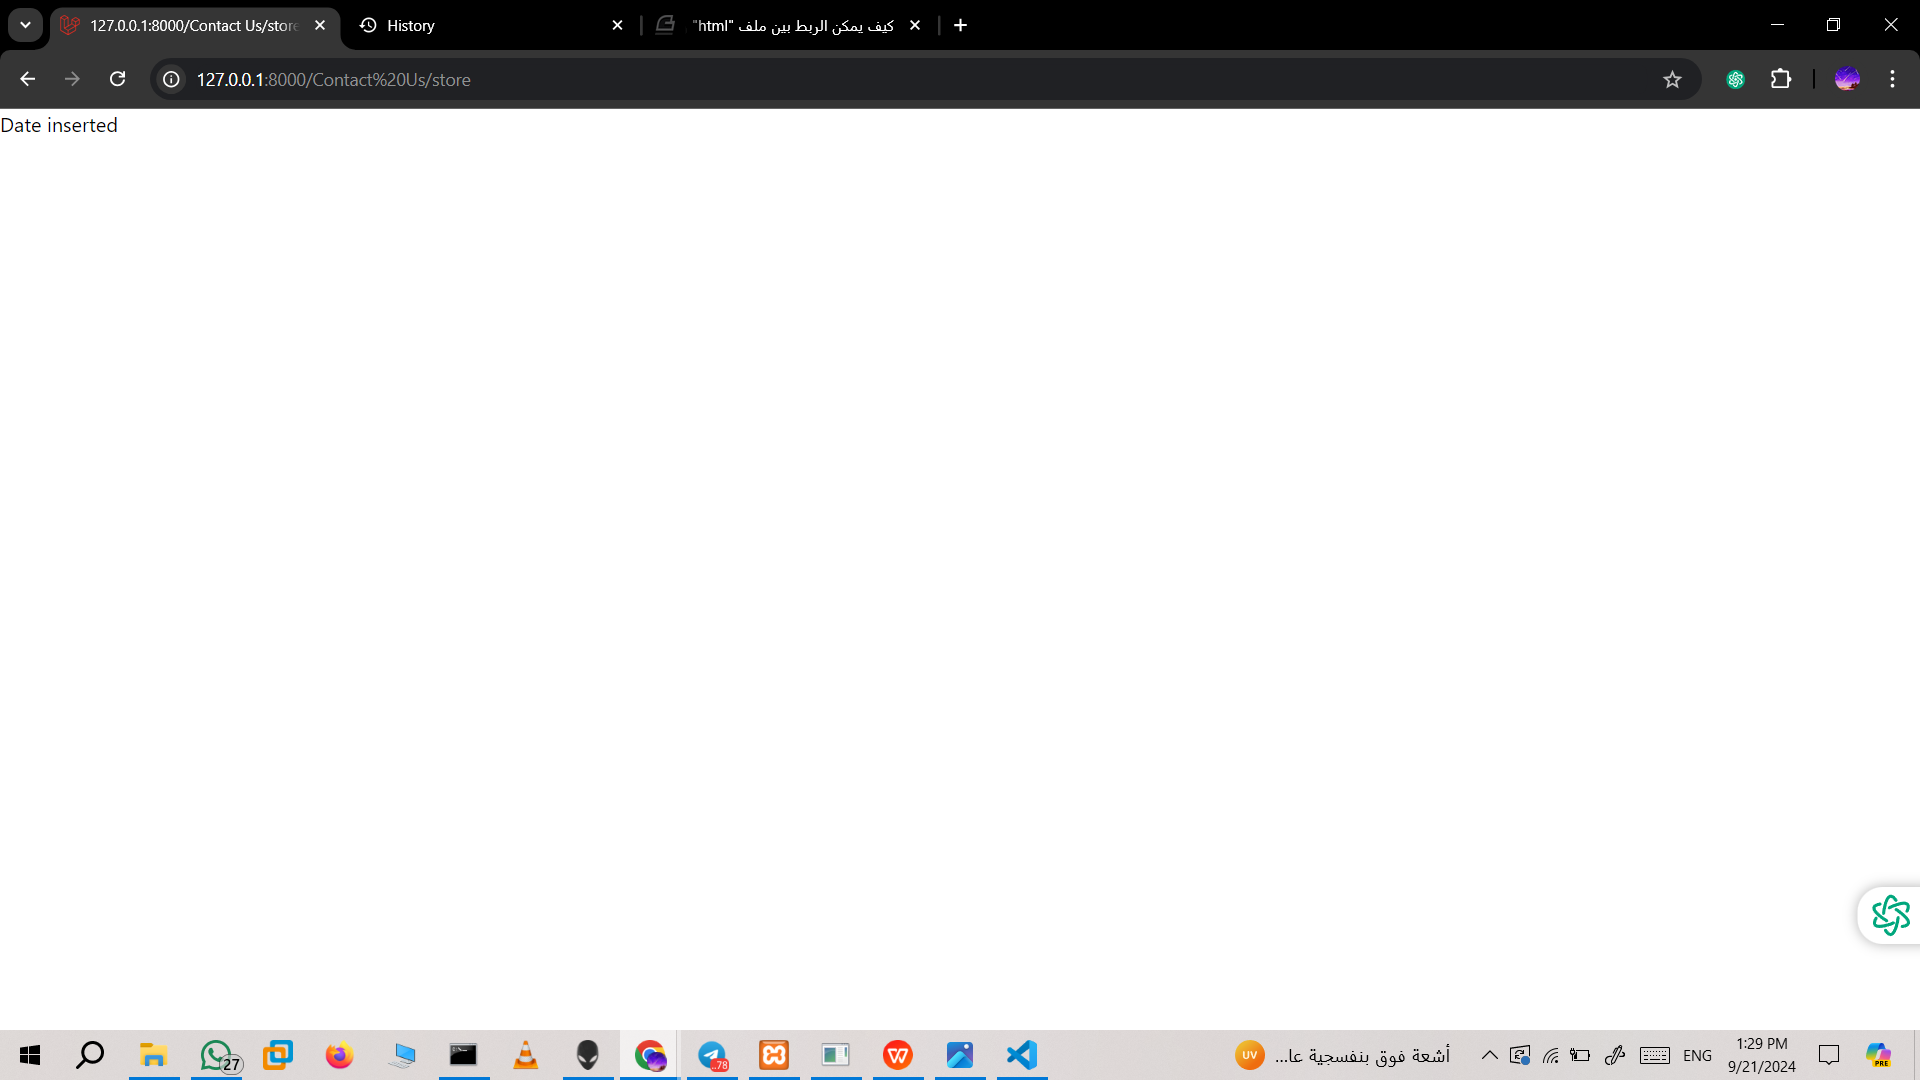 127.0.0.1:8000/Contact Us/store
History
كيف يمكن الربط بين ملف "html"
127.0.0.1:8000/Contact%20Us/store
Date inserted
27
..78
UV
أشعة فوق بنفسجية عا...
ENG
1:29 PM
9/21/2024
PRE